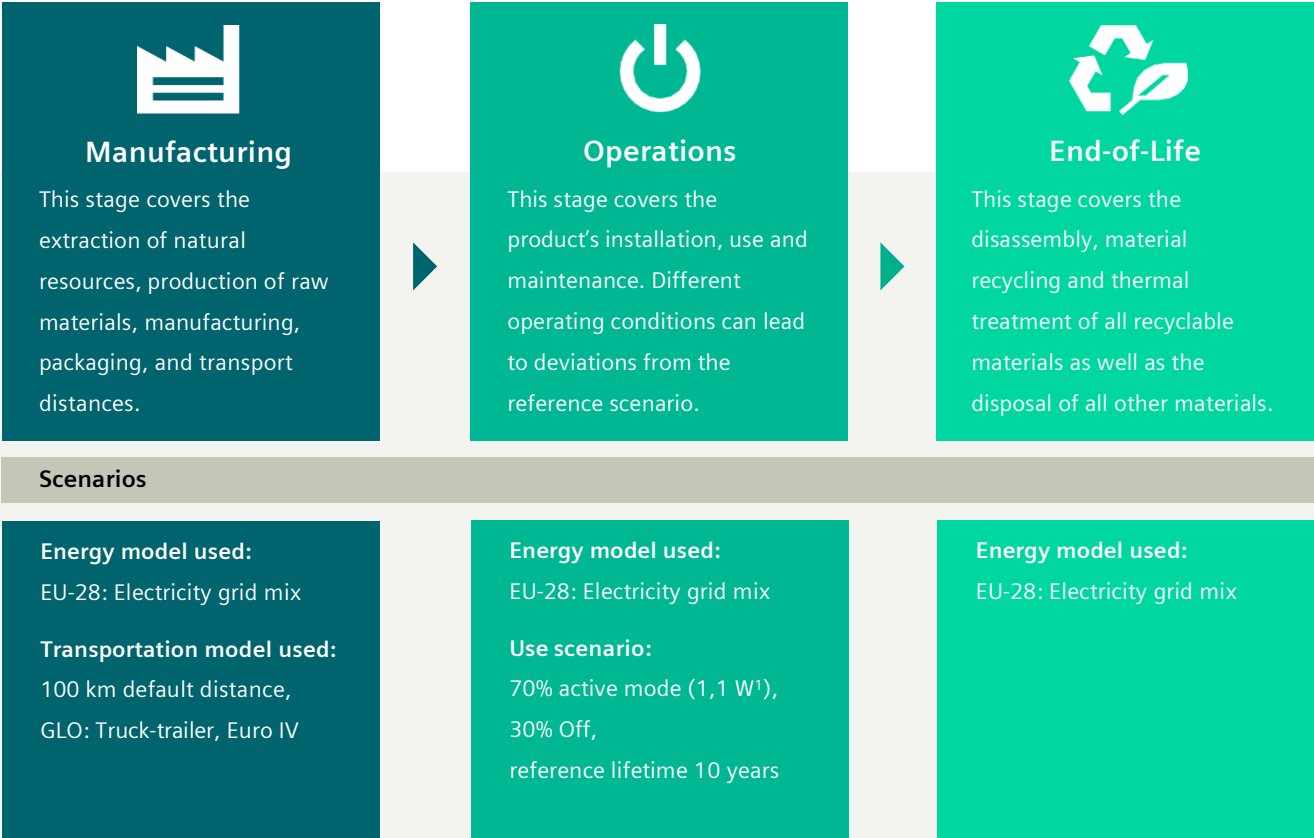 Manufacturing
This stage covers the
extraction of natural
resources, production of raw
materials, manufacturing,
packaging, and transport
distances.
Operations
This stage covers the
product’s installation, use and
maintenance. Different
operating conditions can lead
to deviations from the
reference scenario.
End-of-Life
This stage covers the
disassembly, material
recycling and thermal
treatment of all recyclable
materials as well as the
disposal of all other materials.
Scenarios
Energy model used:
EU-28: Electricity grid mix
Transportation model used:
100 km default distance,
GLO: Truck-trailer, Euro IV
Energy model used:
EU-28: Electricity grid mix
Use scenario:
70% active mode (1,1 W¹),
30% Off,
reference lifetime 10 years
Energy model used:
EU-28: Electricity grid mix